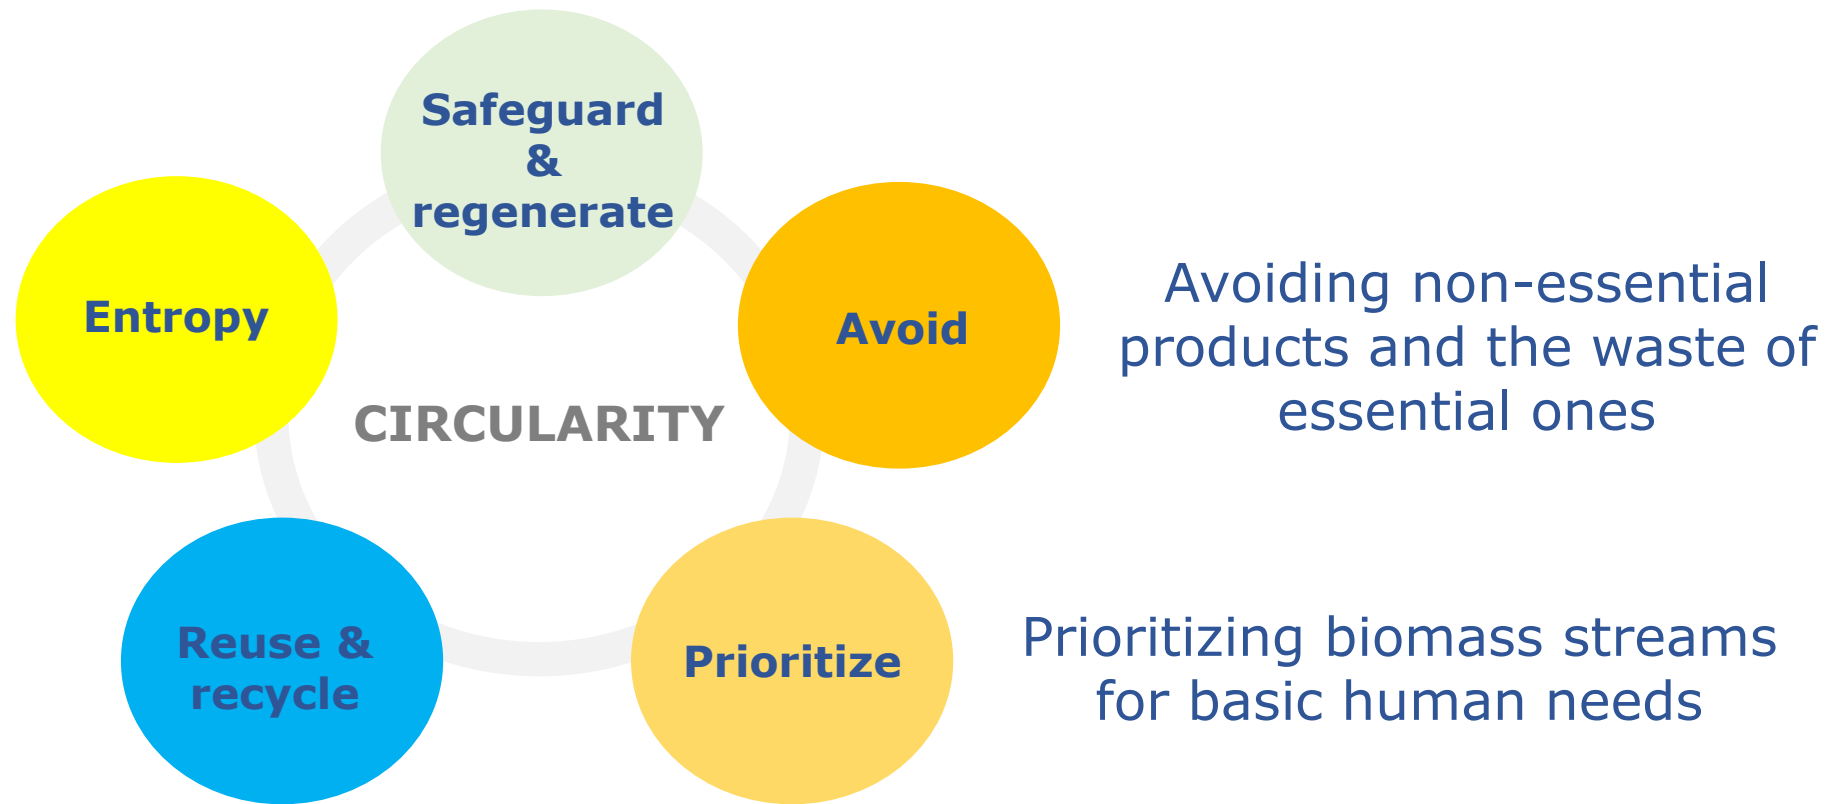 Safeguard
&
regenerate
Entropy
Avoid
CIRCULARITY
Reuse &
recycle
Prioritize
Avoiding non-essential
products and the waste of
essential ones
Prioritizing biomass streams
for basic human needs